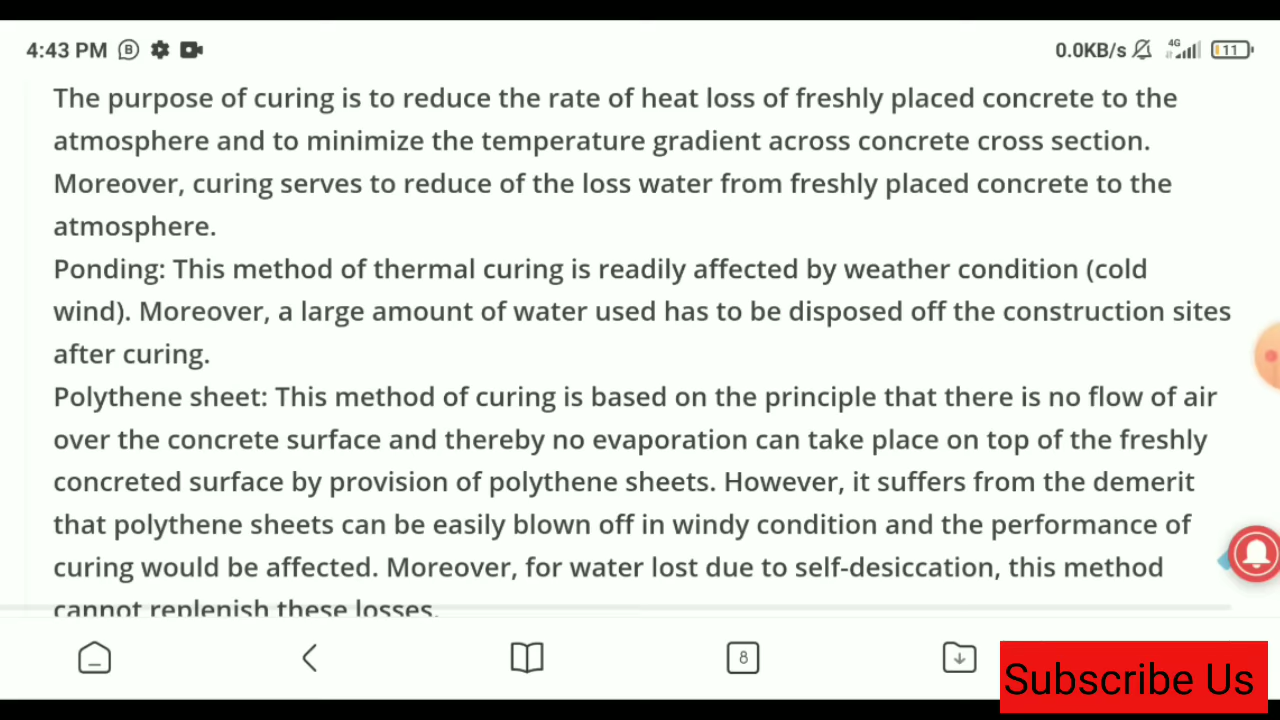 4:43 PM B
0.0KB/s 4G 11
The purpose of curing is to reduce the rate of heat loss of freshly placed concrete to the
atmosphere and to minimize the temperature gradient across concrete cross section.
Moreover, curing serves to reduce of the loss water from freshly placed concrete to the
atmosphere.
Ponding: This method of thermal curing is readily affected by weather condition (cold
wind). Moreover, a large amount of water used has to be disposed off the construction sites
after curing.
Polythene sheet: This method of curing is based on the principle that there is no flow of air
over the concrete surface and thereby no evaporation can take place on top of the freshly
concreted surface by provision of polythene sheets. However, it suffers from the demerit
that polythene sheets can be easily blown off in windy condition and the performance of
curing would be affected. Moreover, for water lost due to self-desiccation, this method
cannot replenish these losses.
8
Subscribe Us